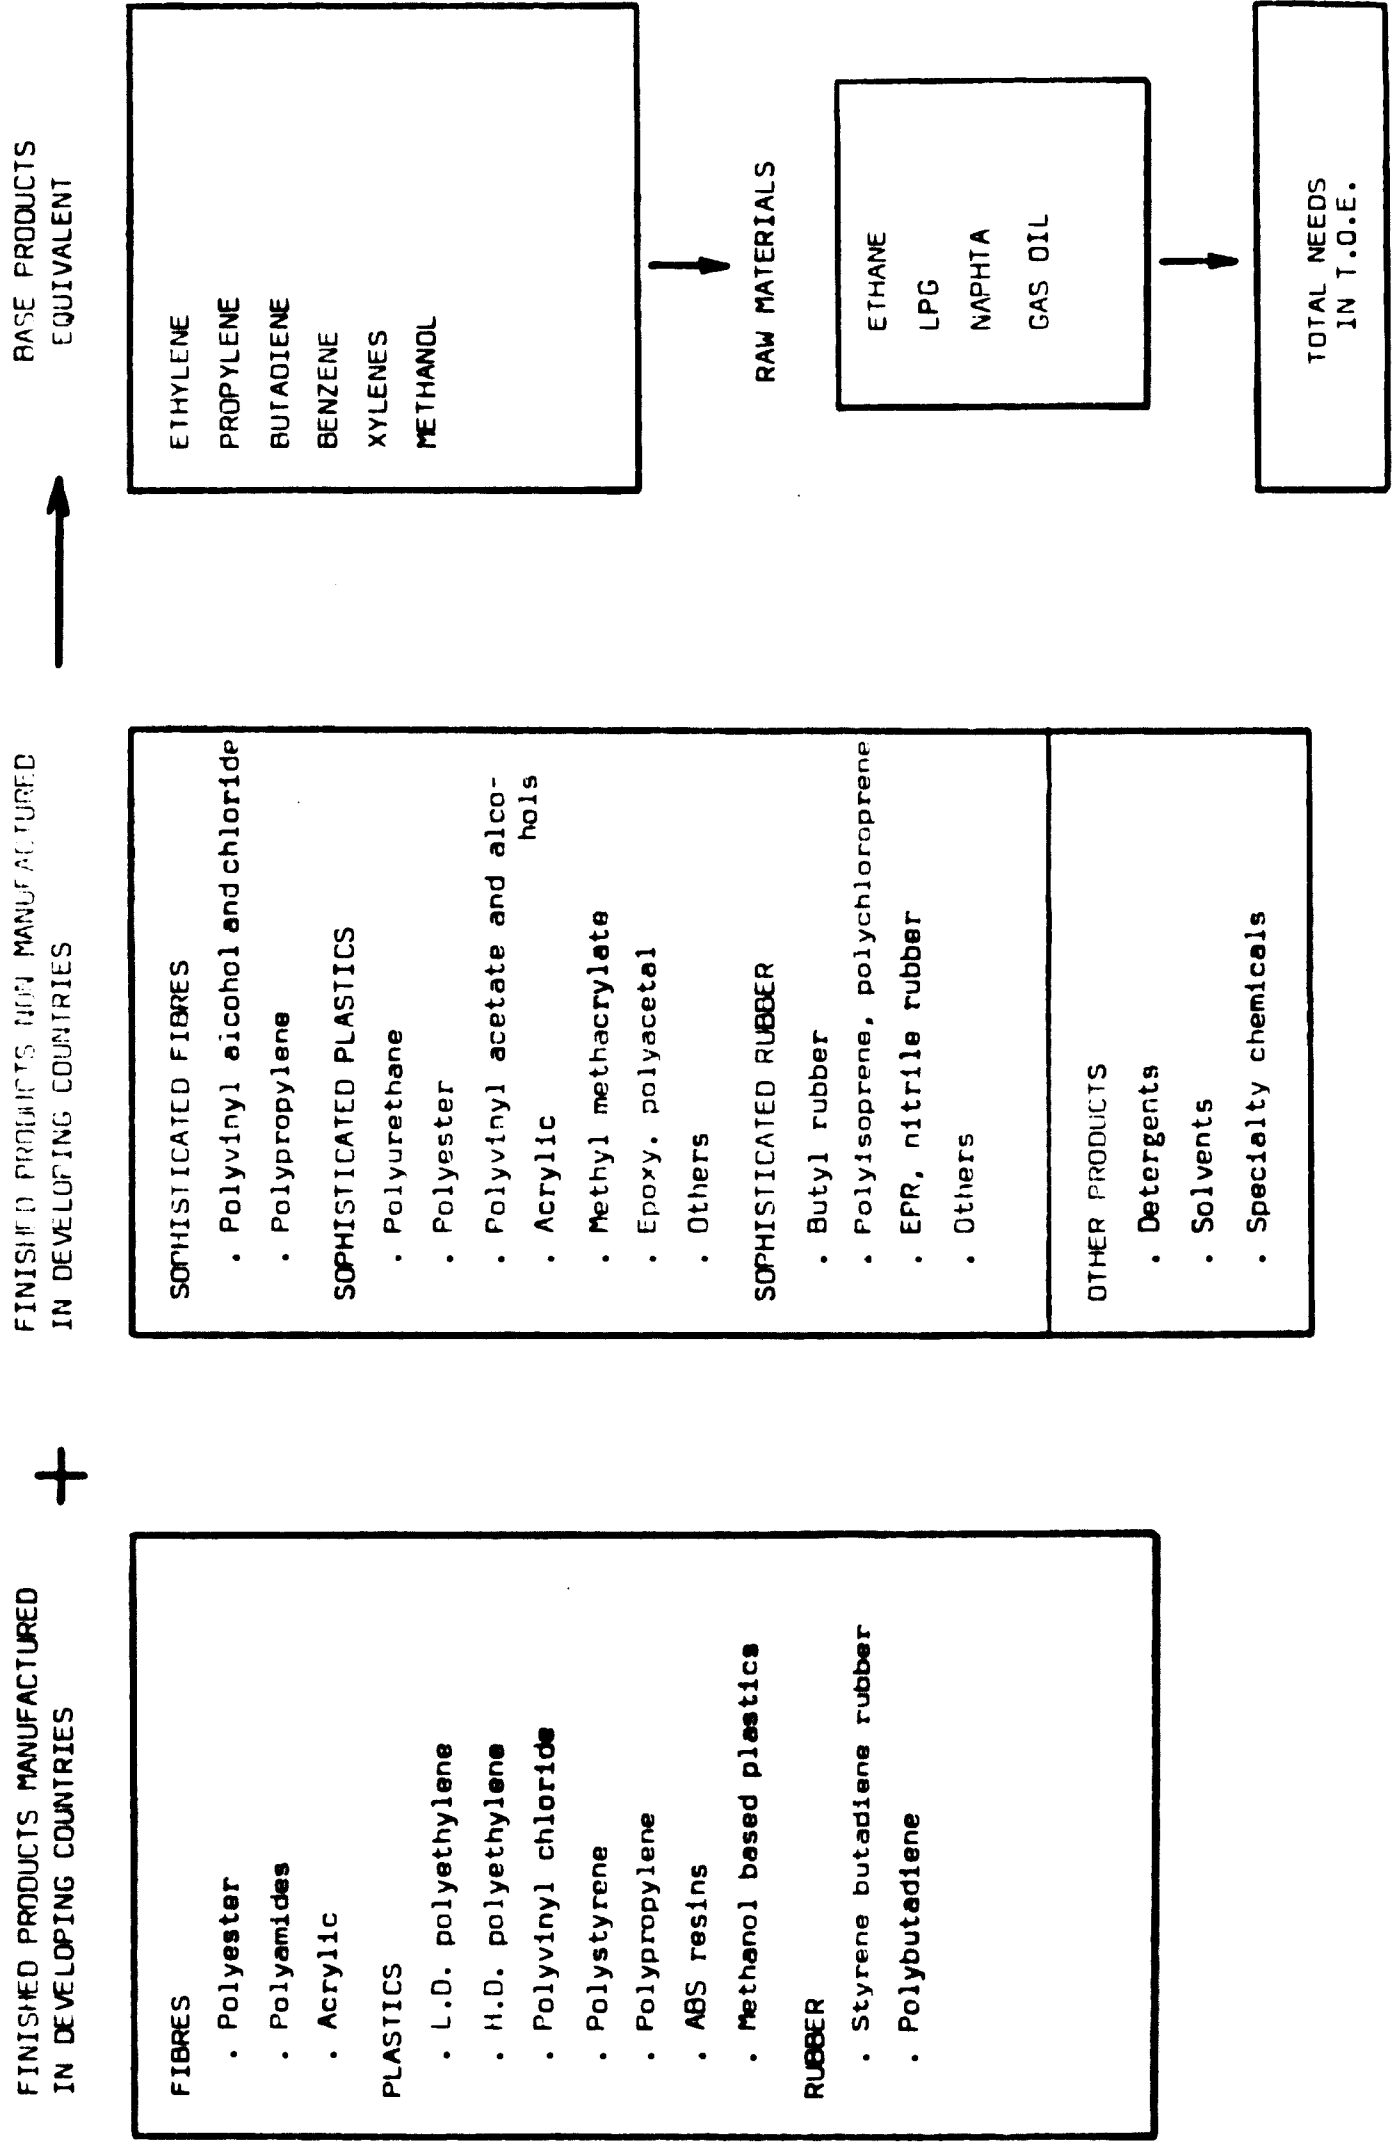 FINISHED PRODUCTS MANUFACTURED
IN DEVELOPING COUNTRIES
+
FIBRES
. Polyester
. Polyamides
. Acrylic
PLASTICS
. L.D. polyethylene
. H.D. polyethylene
. Polyvinyl chloride
. Polystyrene
. Polypropylene
. ABS resins
. Methanol based plastics
RUBBER
. Styrene butadiene rubber
. Polybutadiene
FINISHED PRODUCTS NON MANUFACTURED
IN DEVELOPING COUNTRIES
SOPHISTICATED FIBRES
. Polyvinyl alcohol and chloride
. Polypropylene
SOPHISTICATED PLASTICS
. Polyurethane
. Polyester
. Polyvinyl acetate and alco-
hols
. Acrylic
. Methyl methacrylate
. Epoxy. polyacetal
. Others
SOPHISTICATED RUBBER
. Butyl rubber
. Polyisoprene, polychloroprene
. EPR, nitrile rubber
. Others
OTHER PRODUCTS
. Detergents
. Solvents
. Specialty chemicals
BASE PRODUCTS
EQUIVALENT
ETHYLENE
PROPYLENE
BUTADIENE
BENZENE
XYLENES
METHANOL
RAW MATERIALS
ETHANE
LPG
NAPHTA
GAS OIL
TOTAL NEEDS
IN T.O.E.